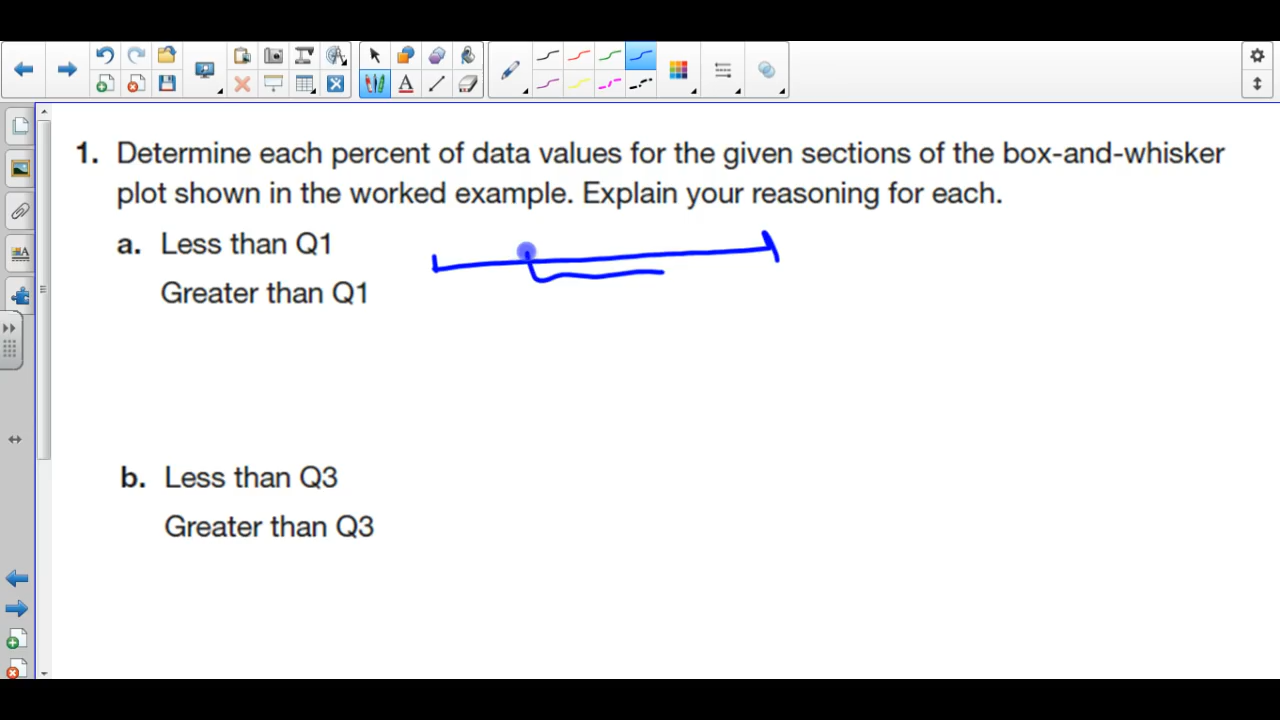 1. Determine each percent of data values for the given sections of the box-and-whisker
plot shown in the worked example. Explain your reasoning for each.
a. Less than Q1
Greater than Q1
b. Less than Q3
Greater than Q3